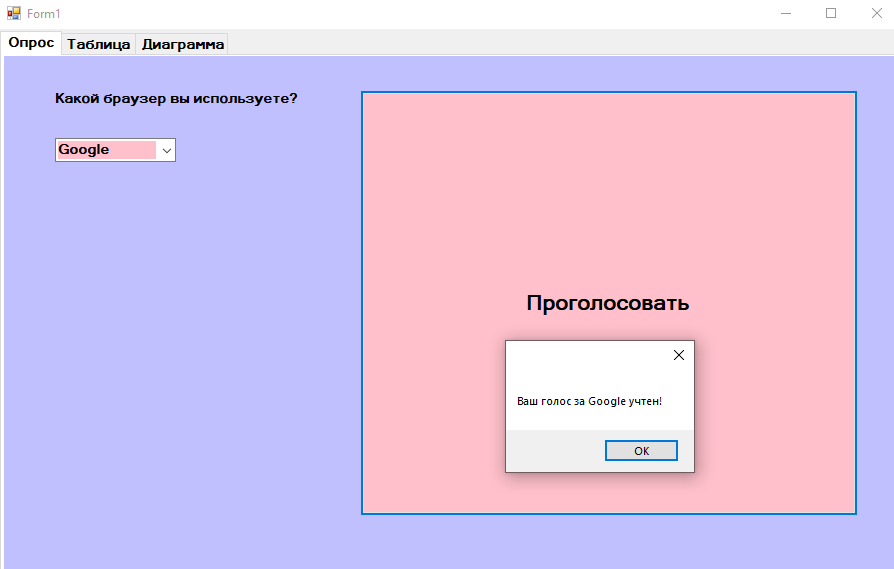 Form1
Опрос Таблица Диаграмма
Какой браузер вы используете?
Google
Проголосовать
Ваш голос за Google учтен!
OK